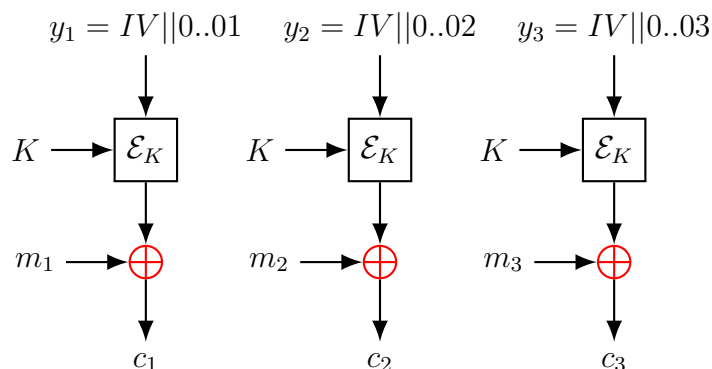 y₁ = IV||0..01 y₂ = IV||0..02 y₃ = IV||0..03
K ℰ_K K ℰ_K K ℰ_K
m₁ m₂ m₃
c₁ c₂ c₃